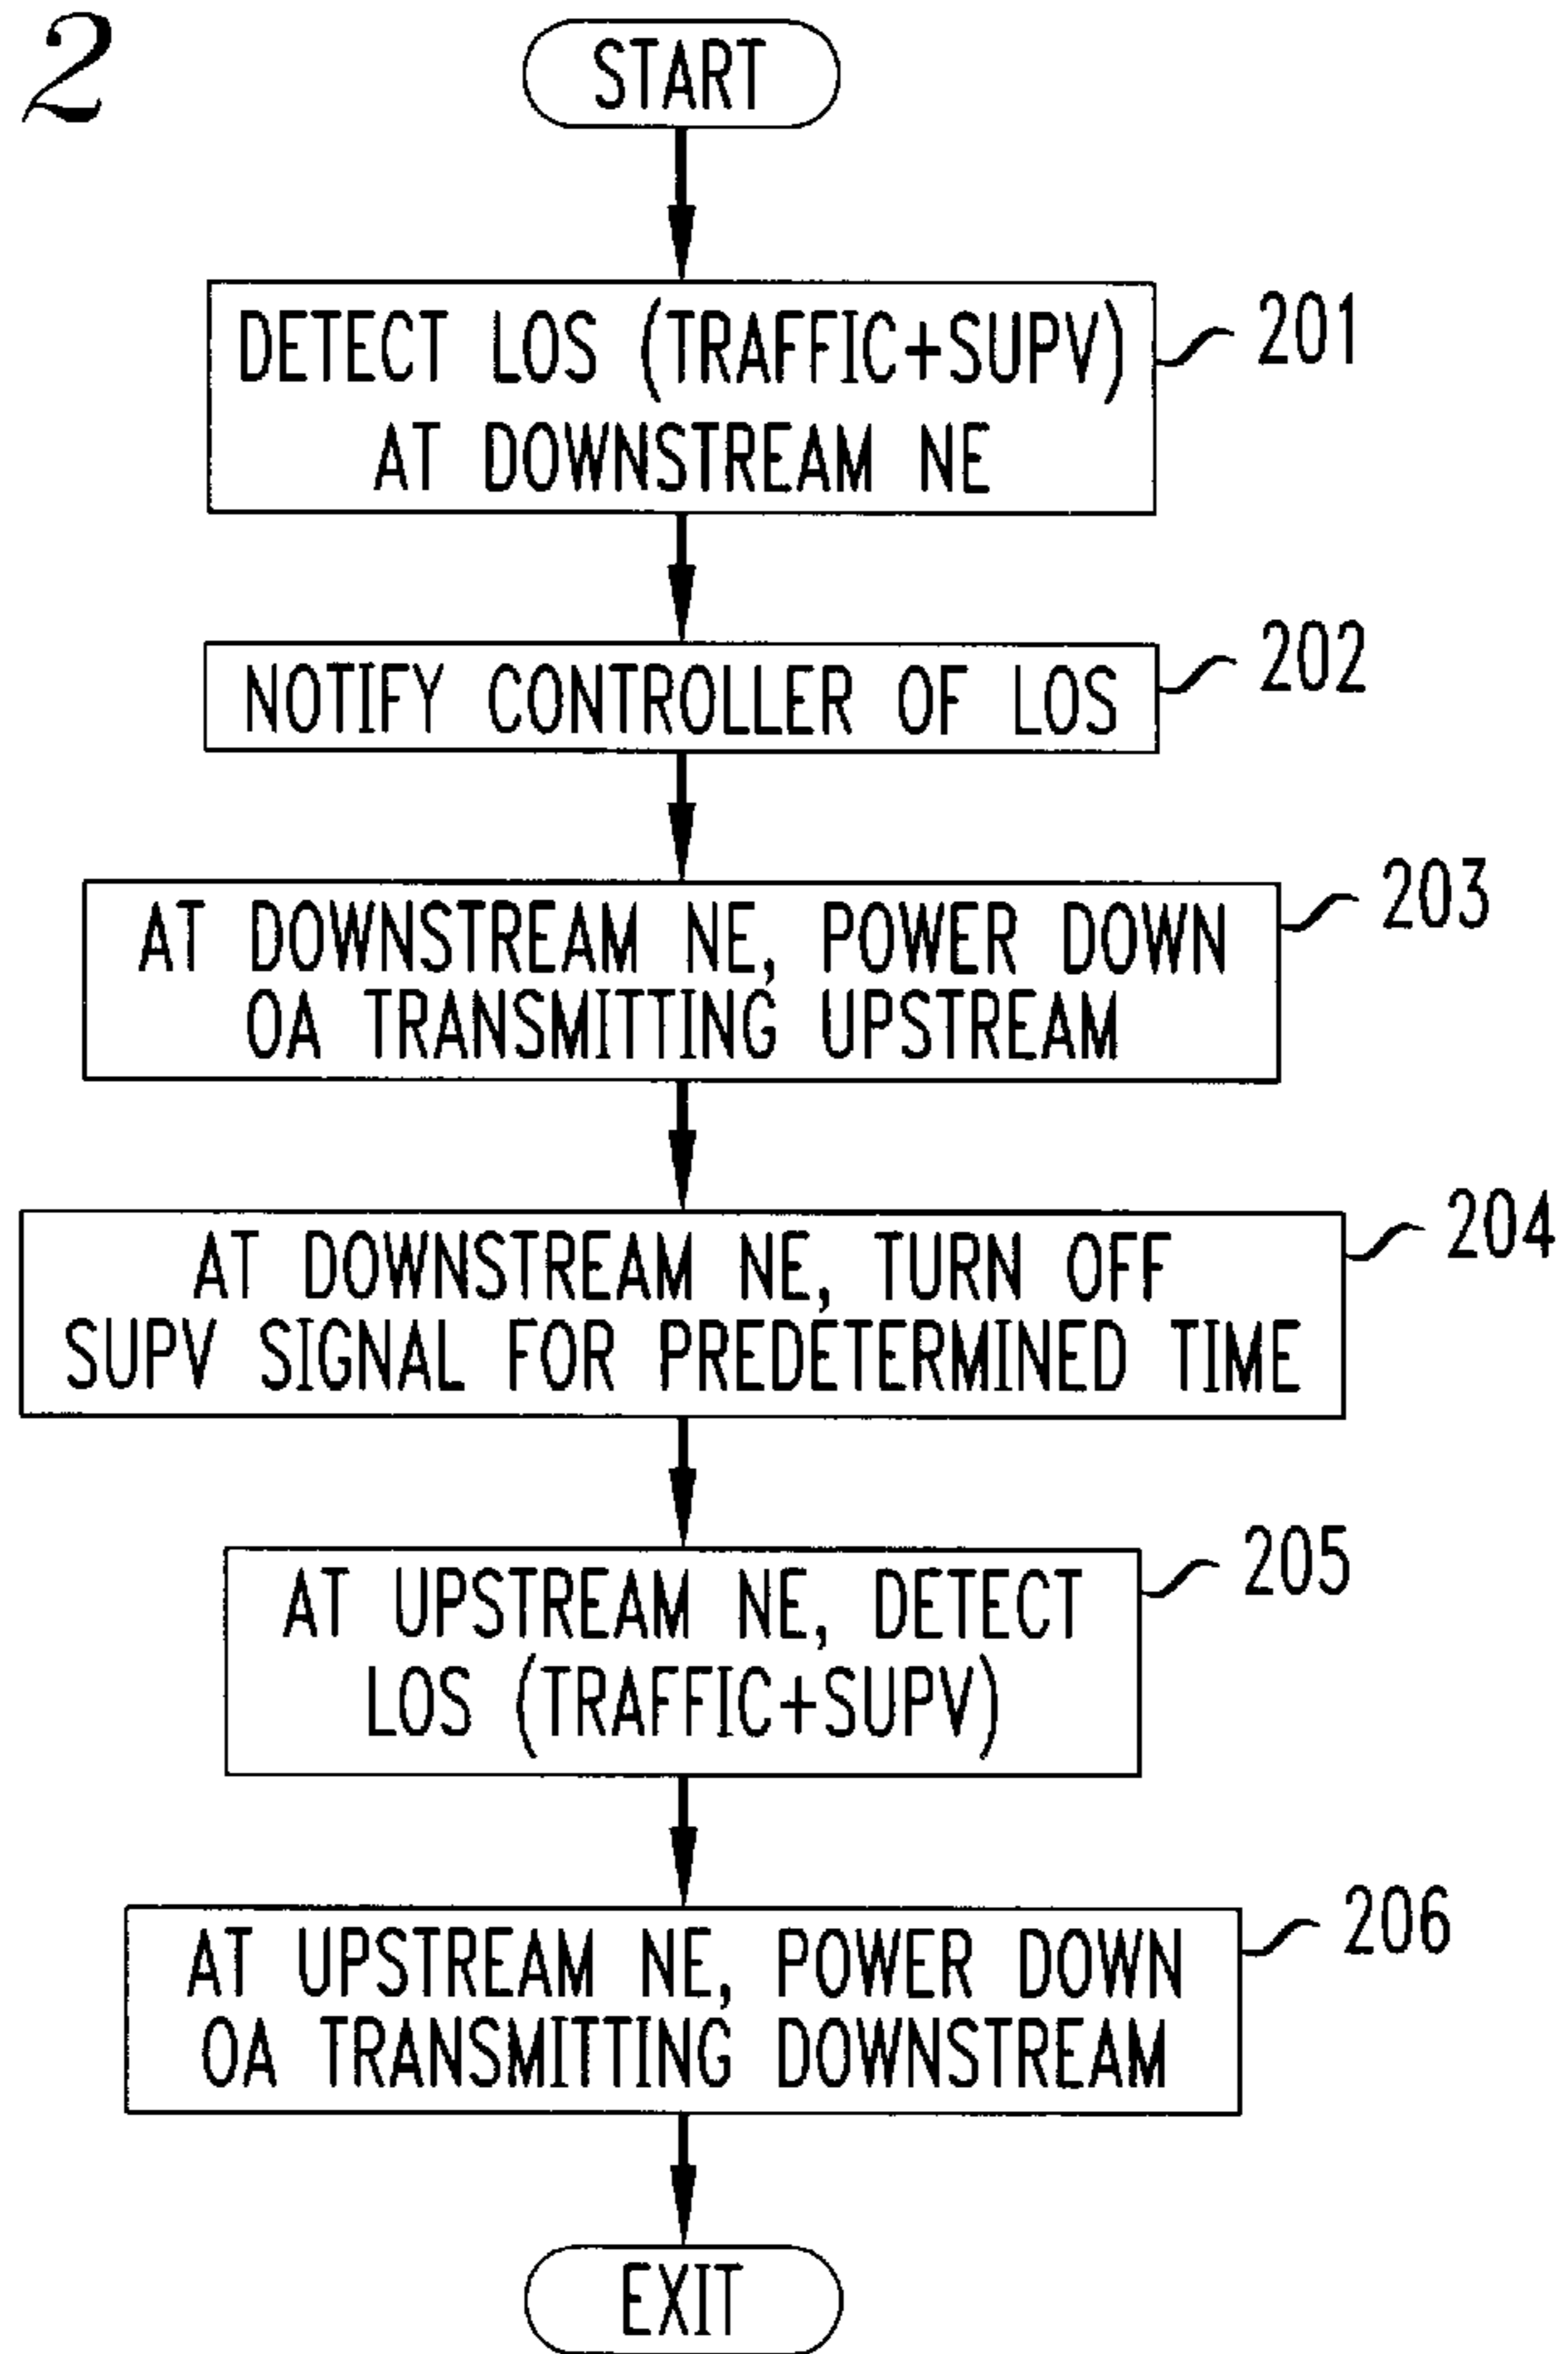 2
START
DETECT LOS (TRAFFIC+SUPV)
AT DOWNSTREAM NE
201
NOTIFY CONTROLLER OF LOS
202
AT DOWNSTREAM NE, POWER DOWN
OA TRANSMITTING UPSTREAM
203
AT DOWNSTREAM NE, TURN OFF
SUPV SIGNAL FOR PREDETERMINED TIME
204
AT UPSTREAM NE, DETECT
LOS (TRAFFIC+SUPV)
205
AT UPSTREAM NE, POWER DOWN
OA TRANSMITTING DOWNSTREAM
206
EXIT